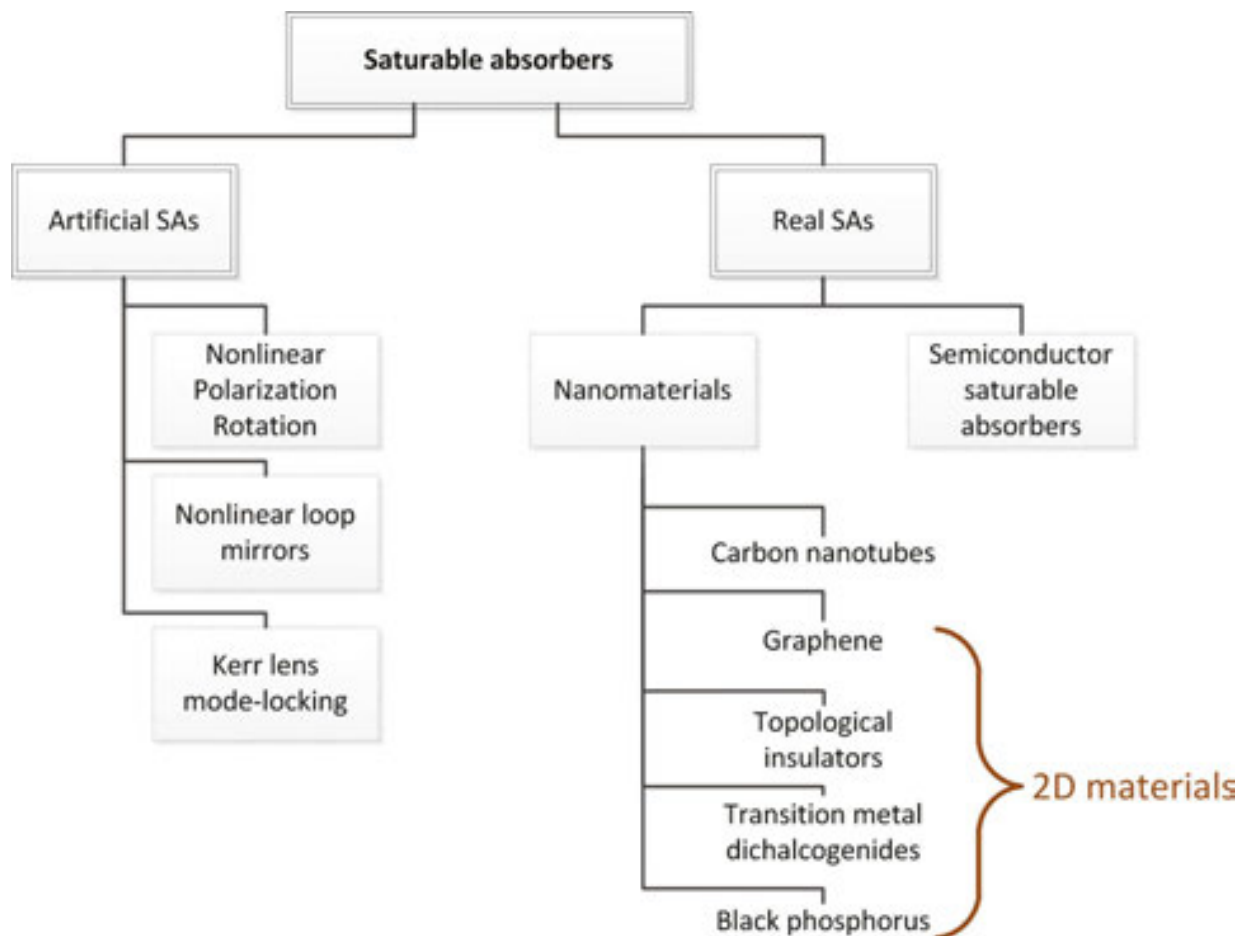 Saturable absorbers
Artificial SAs
Real SAs
Nonlinear
Polarization
Rotation
Nonlinear loop
mirrors
Kerr lens
mode-locking
Nanomaterials
Semiconductor
saturable
absorbers
Carbon nanotubes
Graphene
Topological
insulators
Transition metal
dichalcogenides
Black phosphorus
2D materials